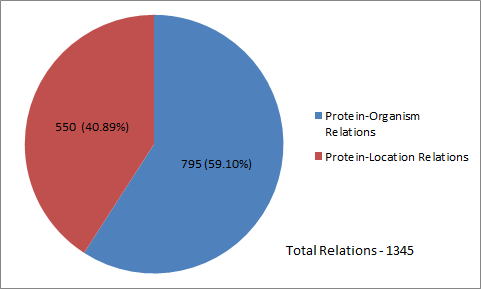 550 (40.89%)
795 (59.10%)
Protein-Organism
Relations
Protein-Location Relations
Total Relations - 1345